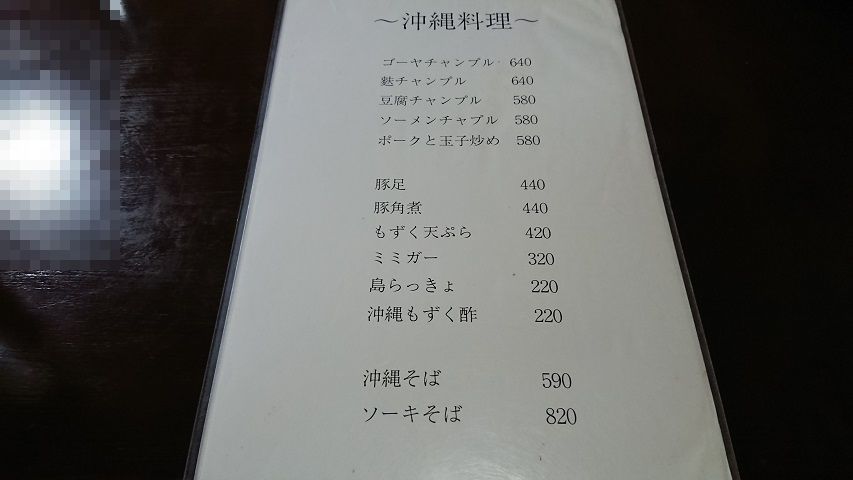 ～沖縄料理～
ゴーヤチャンプル 640
麩チャンプル 640
豆腐チャンプル 580
ソーメンチャプル 580
ポークと玉子炒め 580
豚足 440
豚角煮 440
もずく天ぷら 420
ミミガー 320
島らっきょ 220
沖縄もずく酢 220
沖縄そば 590
ソーキそば 820